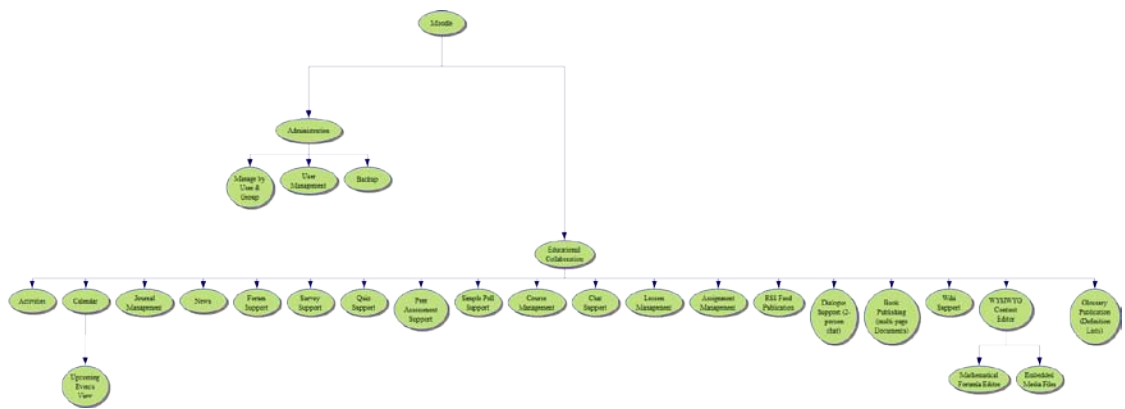 Moodle
Administration
Manage by
User &
Group
User
Management
Backup
Educational
Collaboration
Activities
Calendar
Journal
Management
News
Forum
Support
Survey
Support
Quiz
Support
Peer
Assessment
Support
Simple Poll
Support
Course
Management
Chat
Support
Lesson
Management
Assignment
Management
RSS Feed
Publication
Dialogue
Support (2-
person
chat)
Book
Publishing
(multi-page
Documents)
Wiki
Support
Content
Editor
Glossary
Publication
(Definition
Lists)
Upcoming
Events
View
Mathematical
Formula Editor
Embedded
Media Files